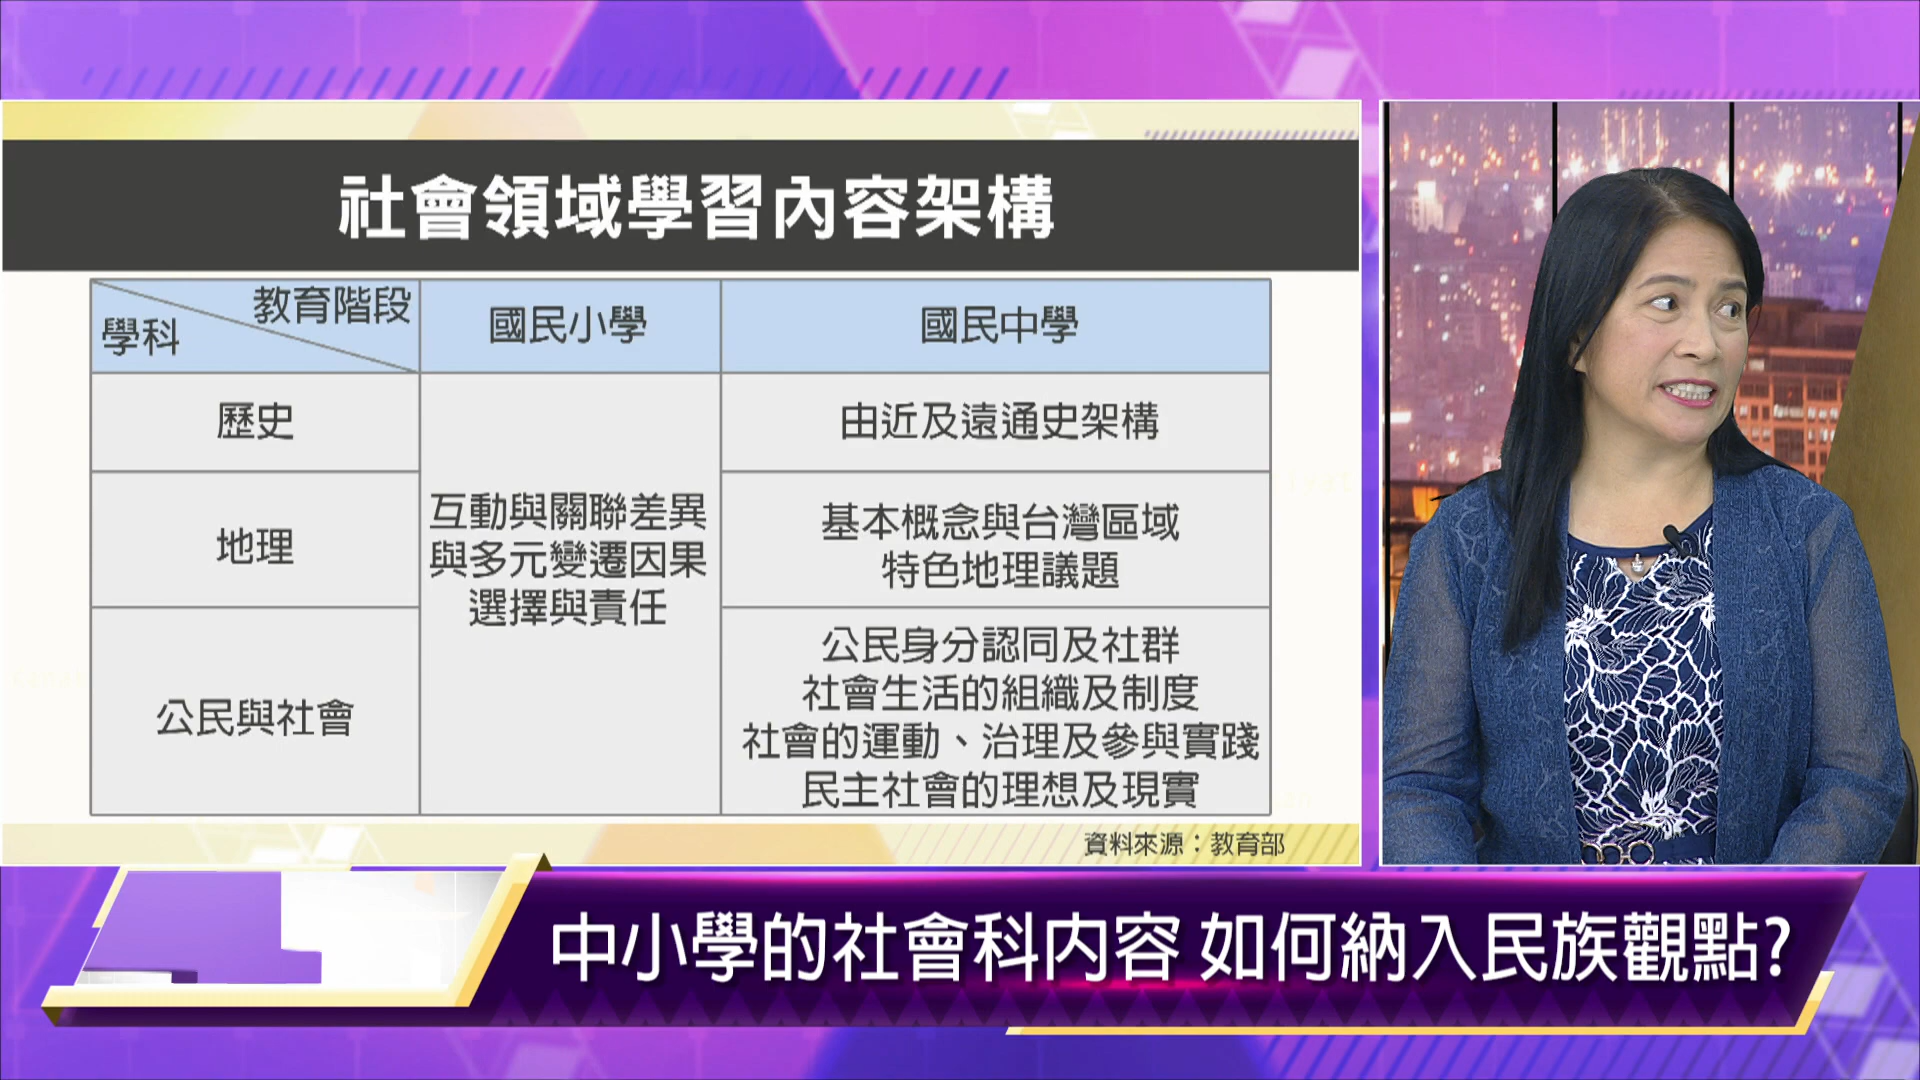 社會領域學習內容架構
教育階段
學科
國民小學
國民中學
歷史
由近及遠通史架構
地理
互動與關聯差異
與多元變遷因果
選擇與責任
基本概念與台灣區域
特色地理議題
公民與社會
公民身分認同及社群
社會生活的組織及制度
社會的運動、治理及參與實踐
民主社會的理想及現實
資料來源：教育部
中小學的社會科內容 如何納入民族觀點?